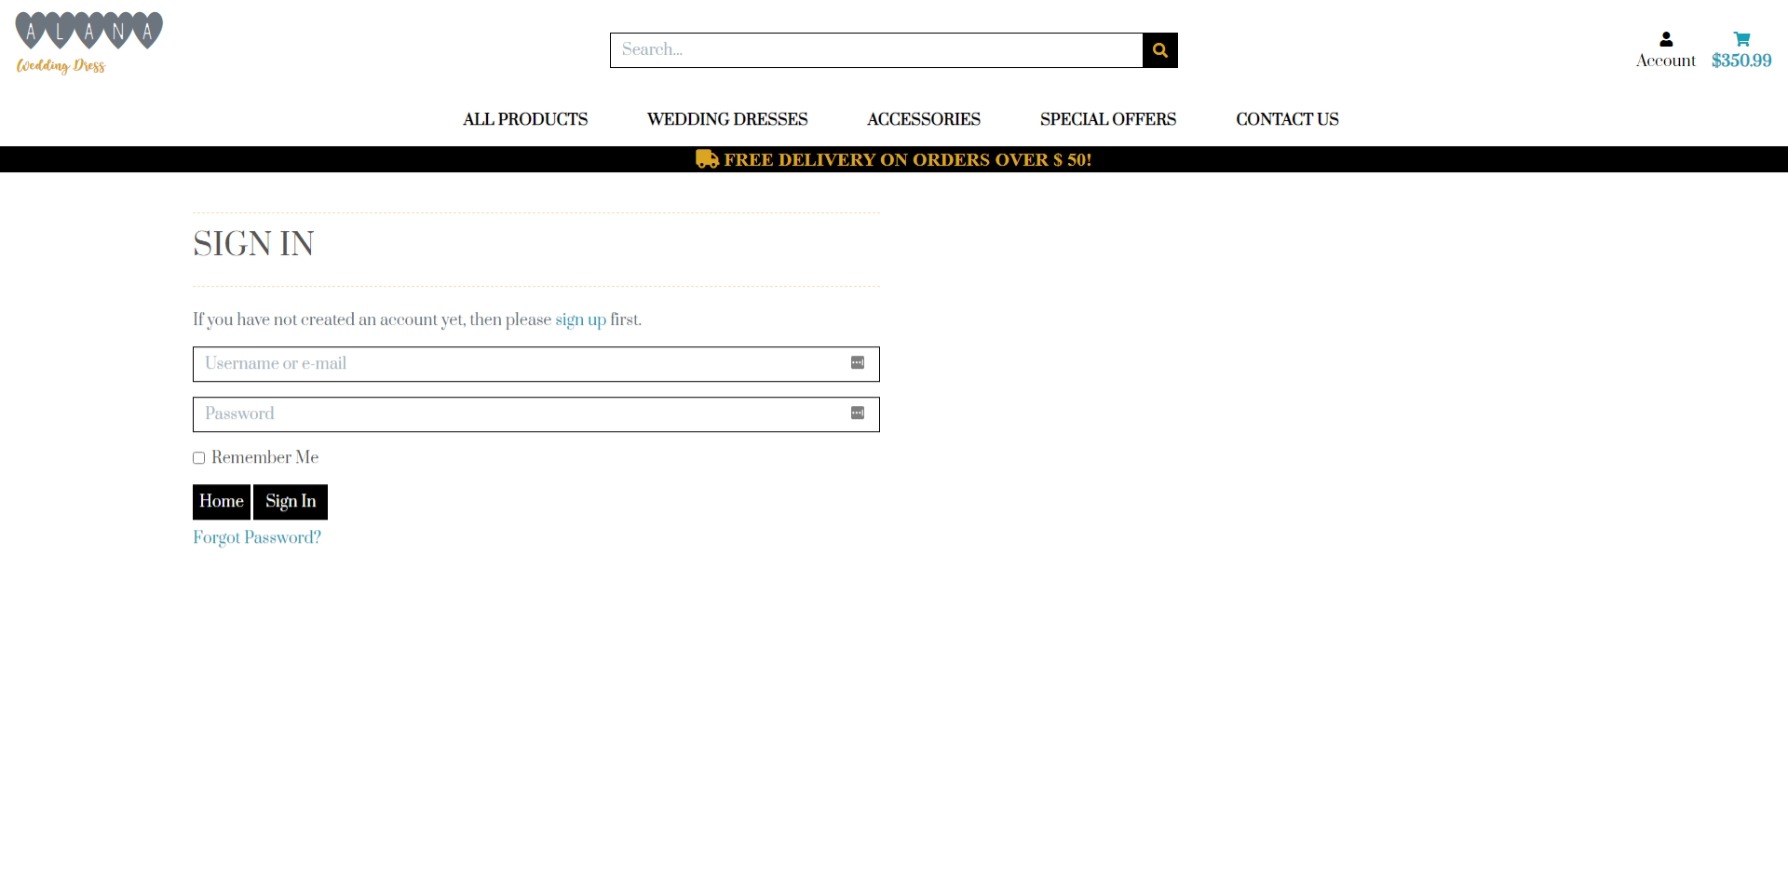 ALANA
Wedding Dress
Search...
Account
$350.99
ALL PRODUCTS WEDDING DRESSES ACCESSORIES SPECIAL OFFERS CONTACT US
FREE DELIVERY ON ORDERS OVER $ 50!
SIGN IN
If you have not created an account yet, then please sign up first.
Username or e-mail
Password
Remember Me
Home Sign In
Forgot Password?